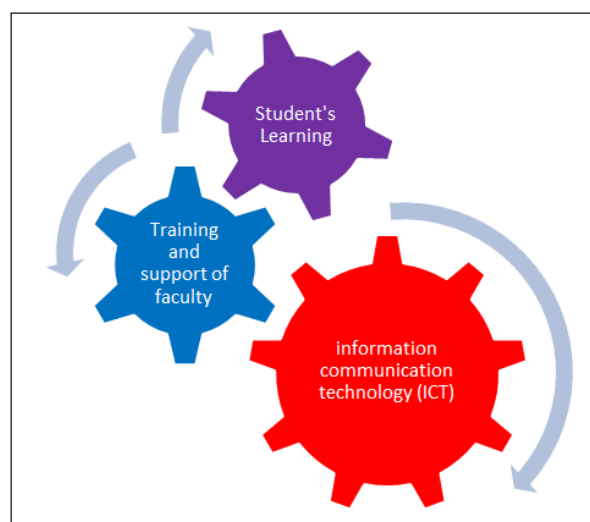 Student's
Learning
Training
and
support of
faculty
information
communication
technology (ICT)